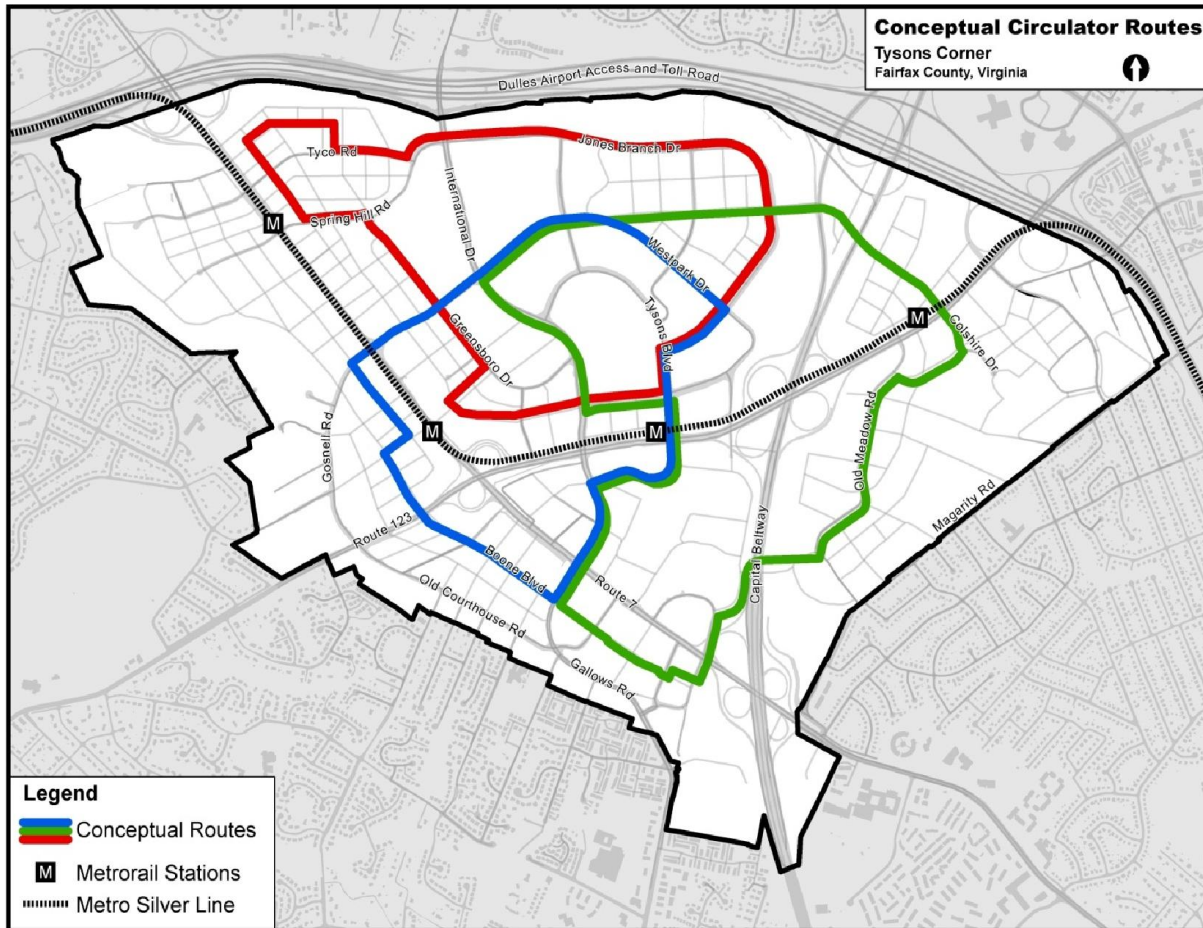 Conceptual Circulator Routes
Tysons Corner
Fairfax County, Virginia
Dulles Airport Access and Toll Road
Jones Branch Dr
Tyco Rd
International Dr
Spring Hill Rd
M
Westpark Dr
Tysons Blvd
Greensboro Dr
M
Colshire Dr
M
M
Gosnell Rd
Old Meadow Rd
Magarity Rd
Route 123
Capital Beltway
Boone Blvd
Route 7
Old Courthouse Rd
Gallows Rd
Legend
Conceptual Routes
M Metrorail Stations
Metro Silver Line